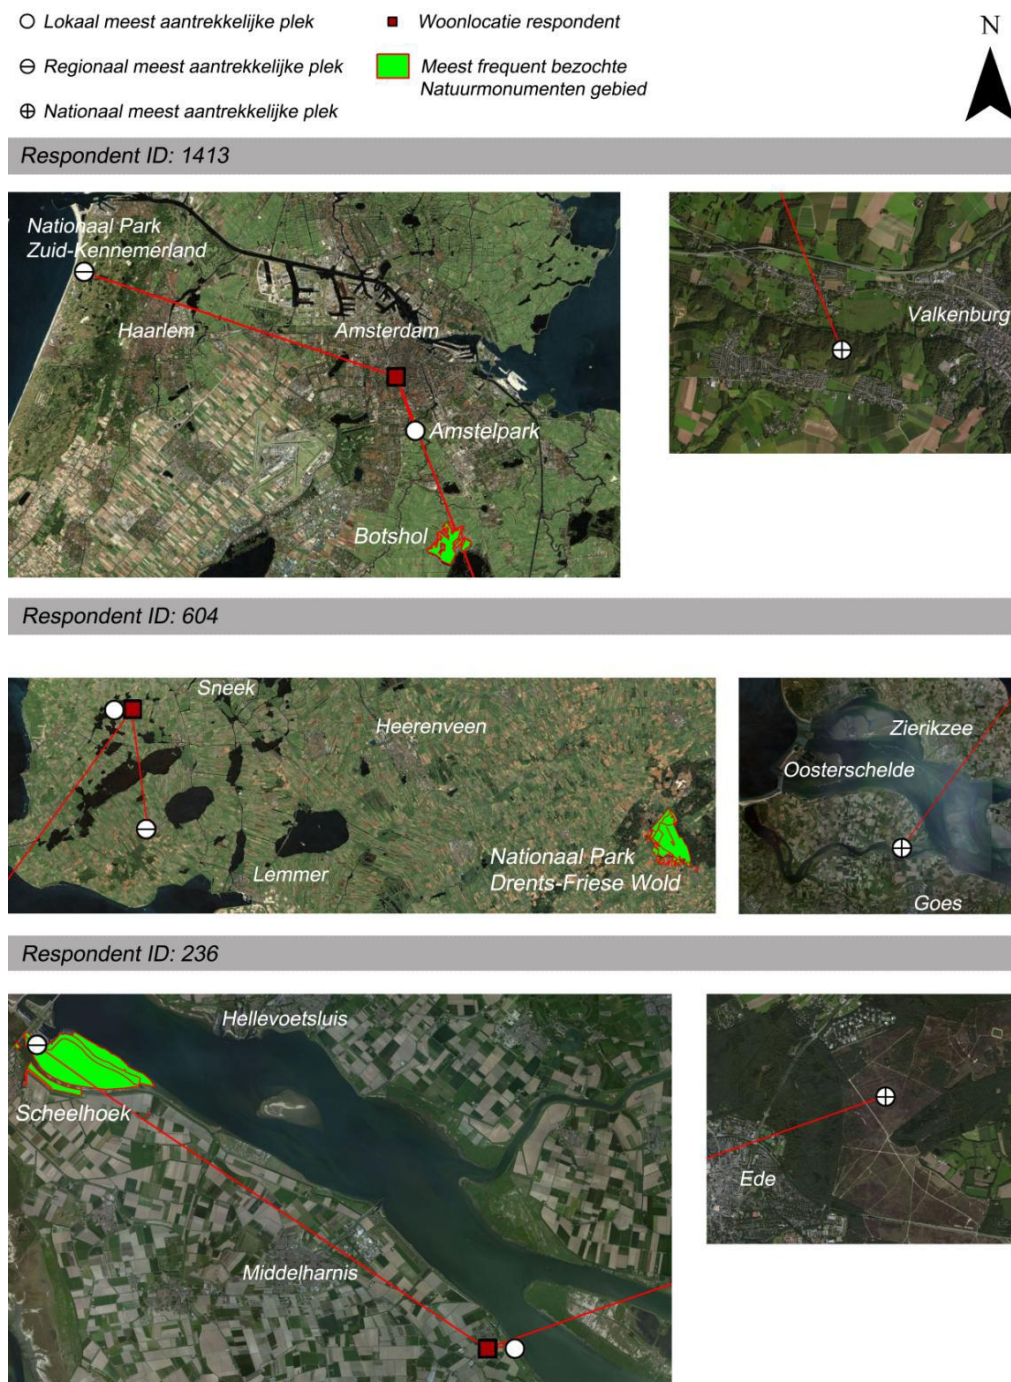 Lokaal meest aantrekkelijke plek
Woonlocatie respondent
N
Regionaal meest aantrekkelijke plek
Meest frequent bezochte
Natuurmonumenten gebied
Nationaal meest aantrekkelijke plek
Respondent ID: 1413
Nationaal Park
Zuid-Kennemerland
Haarlem
Amsterdam
Amstelpark
Botshol
Valkenburg
Respondent ID: 604
Sneek
Heerenveen
Lemmer
Nationaal Park
Drents-Friese Wold
Zierikzee
Oosterschelde
Goes
Respondent ID: 236
Hellevoetsluis
Scheelhoek
Middelharnis
Ede